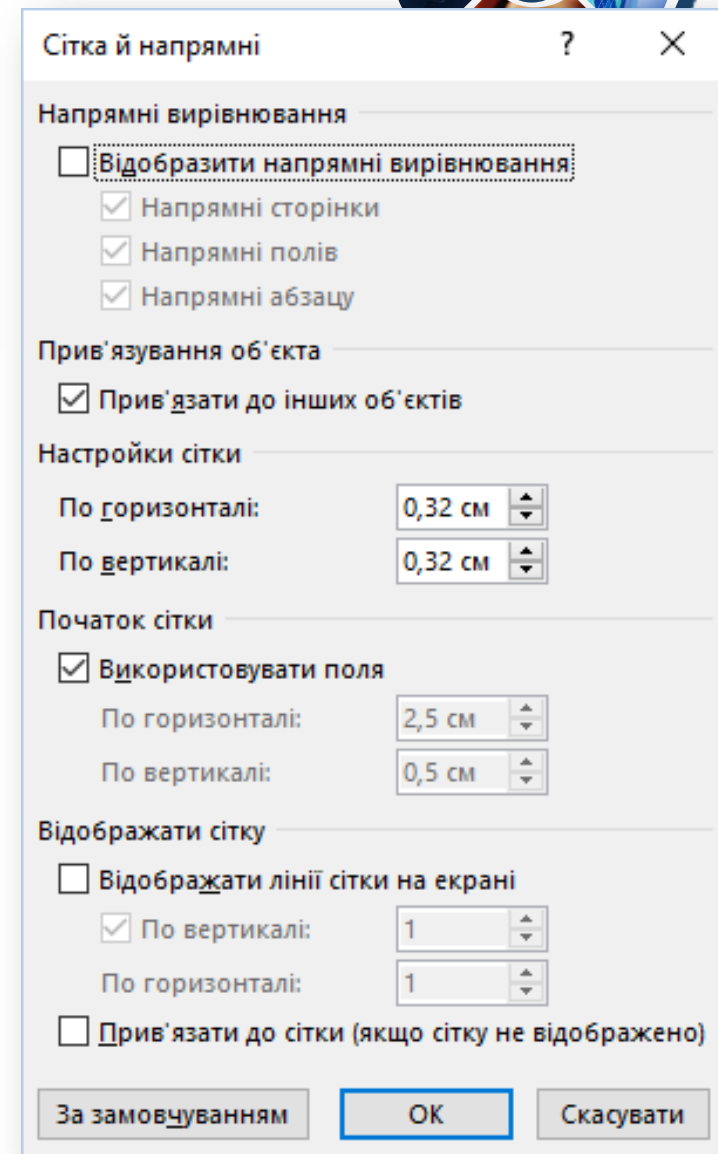 Сітка й напрямні ?
Напрямні вирівнювання
Відобразити напрямні вирівнювання
Напрямні сторінки
Напрямні полів
Напрямні абзацу
Прив'язування об'єкта
Прив'язати до інших об'єктів
Настройки сітки
По горизонталі: 0,32 см
По вертикалі: 0,32 см
Початок сітки
Використовувати поля
По горизонталі: 2,5 см
По вертикалі: 0,5 см
Відображати сітку
Відображати лінії сітки на екрані
По вертикалі: 1
По горизонталі: 1
Прив'язати до сітки (якщо сітку не відображено)
За замовчуванням ОК Скасувати